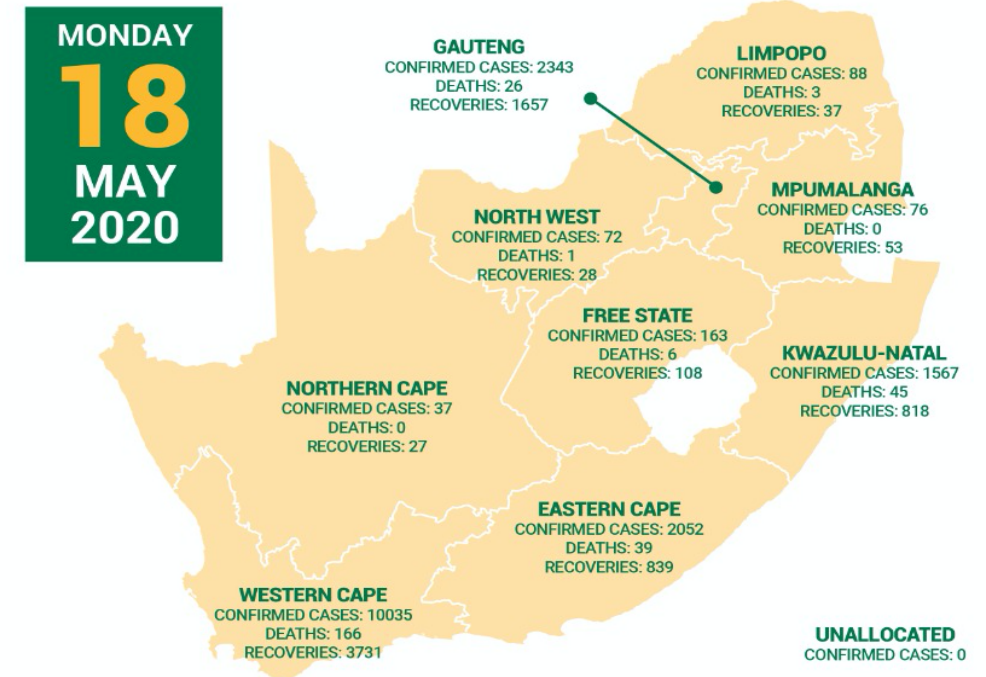 MONDAY
18
MAY
2020
GAUTENG
CONFIRMED CASES: 2343
DEATHS: 26
RECOVERIES: 1657
LIMPOPO
CONFIRMED CASES: 88
DEATHS: 3
RECOVERIES: 37
MPUMALANGA
CONFIRMED CASES: 76
DEATHS: 0
RECOVERIES: 53
NORTH WEST
CONFIRMED CASES: 72
DEATHS: 1
RECOVERIES: 28
FREE STATE
CONFIRMED CASES: 163
DEATHS: 6
RECOVERIES: 108
KWAZULU-NATAL
CONFIRMED CASES: 1567
DEATHS: 45
RECOVERIES: 818
NORTHERN CAPE
CONFIRMED CASES: 37
DEATHS: 0
RECOVERIES: 27
EASTERN CAPE
CONFIRMED CASES: 2052
DEATHS: 39
RECOVERIES: 839
WESTERN CAPE
CONFIRMED CASES: 10035
DEATHS: 166
RECOVERIES: 3731
UNALLOCATED
CONFIRMED CASES: 0